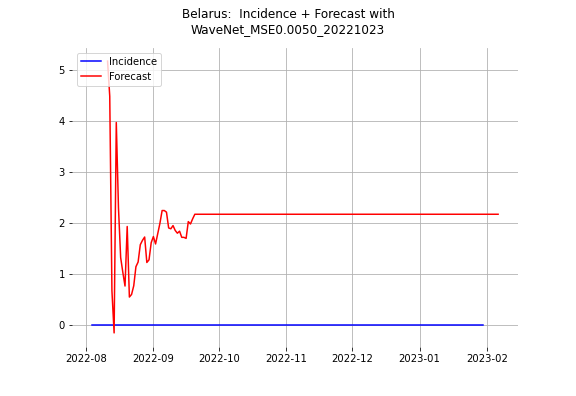 Belarus:  Incidence + Forecast with
WaveNet_MSE0.0050_20221023
Incidence
Forecast
5
4
3
2
1
0
2022-08 2022-09 2022-10 2022-11 2022-12 2023-01 2023-02